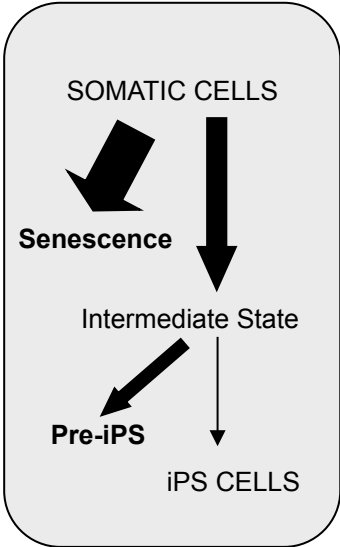 SOMATIC CELLS
Senescence
Intermediate State
Pre-iPS
iPS CELLS